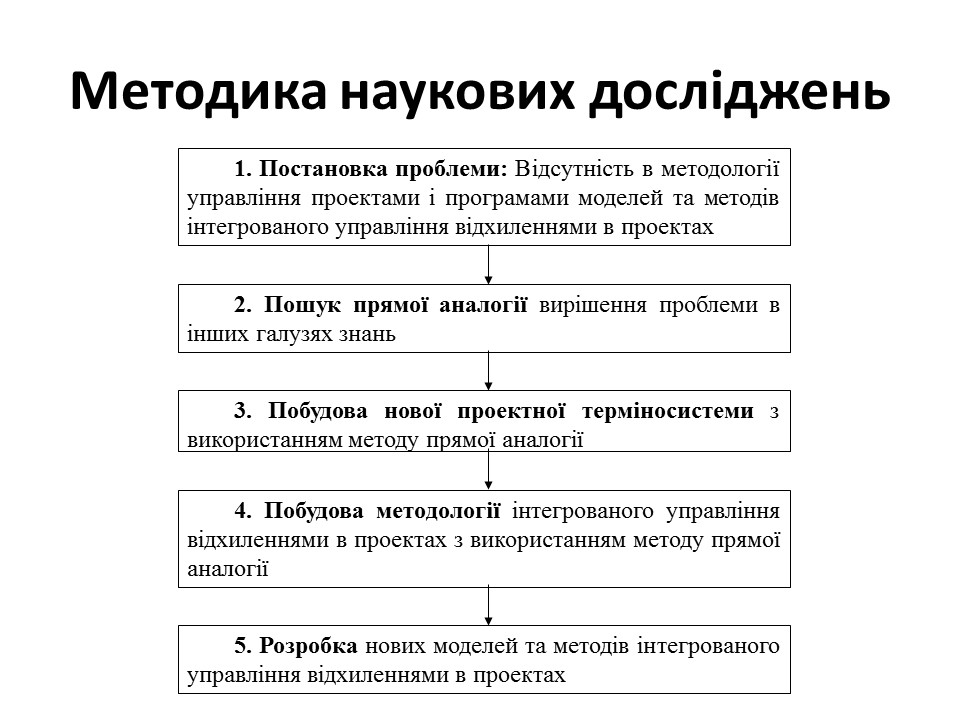 Методика наукових досліджень
1. Постановка проблеми: Відсутність в методології
управління проектами і програмами моделей та методів
інтегрованого управління відхиленнями в проектах
2. Пошук прямої аналогії вирішення проблеми в
інших галузях знань
3. Побудова нової проектної терміносистеми з
використанням методу прямої аналогії
4. Побудова методології інтегрованого управління
відхиленнями в проектах з використанням методу прямої
аналогії
5. Розробка нових моделей та методів інтегрованого
управління відхиленнями в проектах